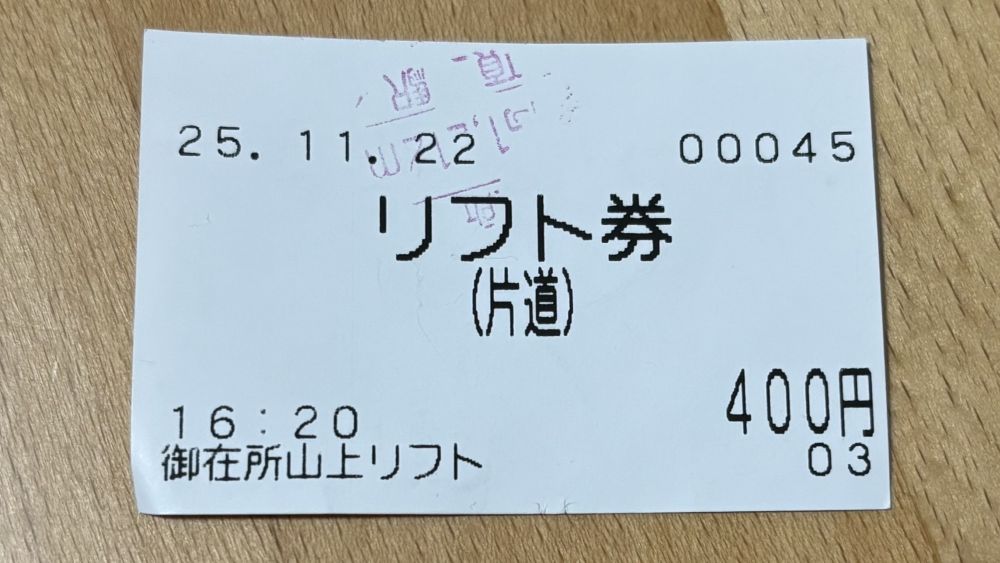 25.11.22 00045
リフト券
(片道)
400円
16:20 03
御在所山上リフト